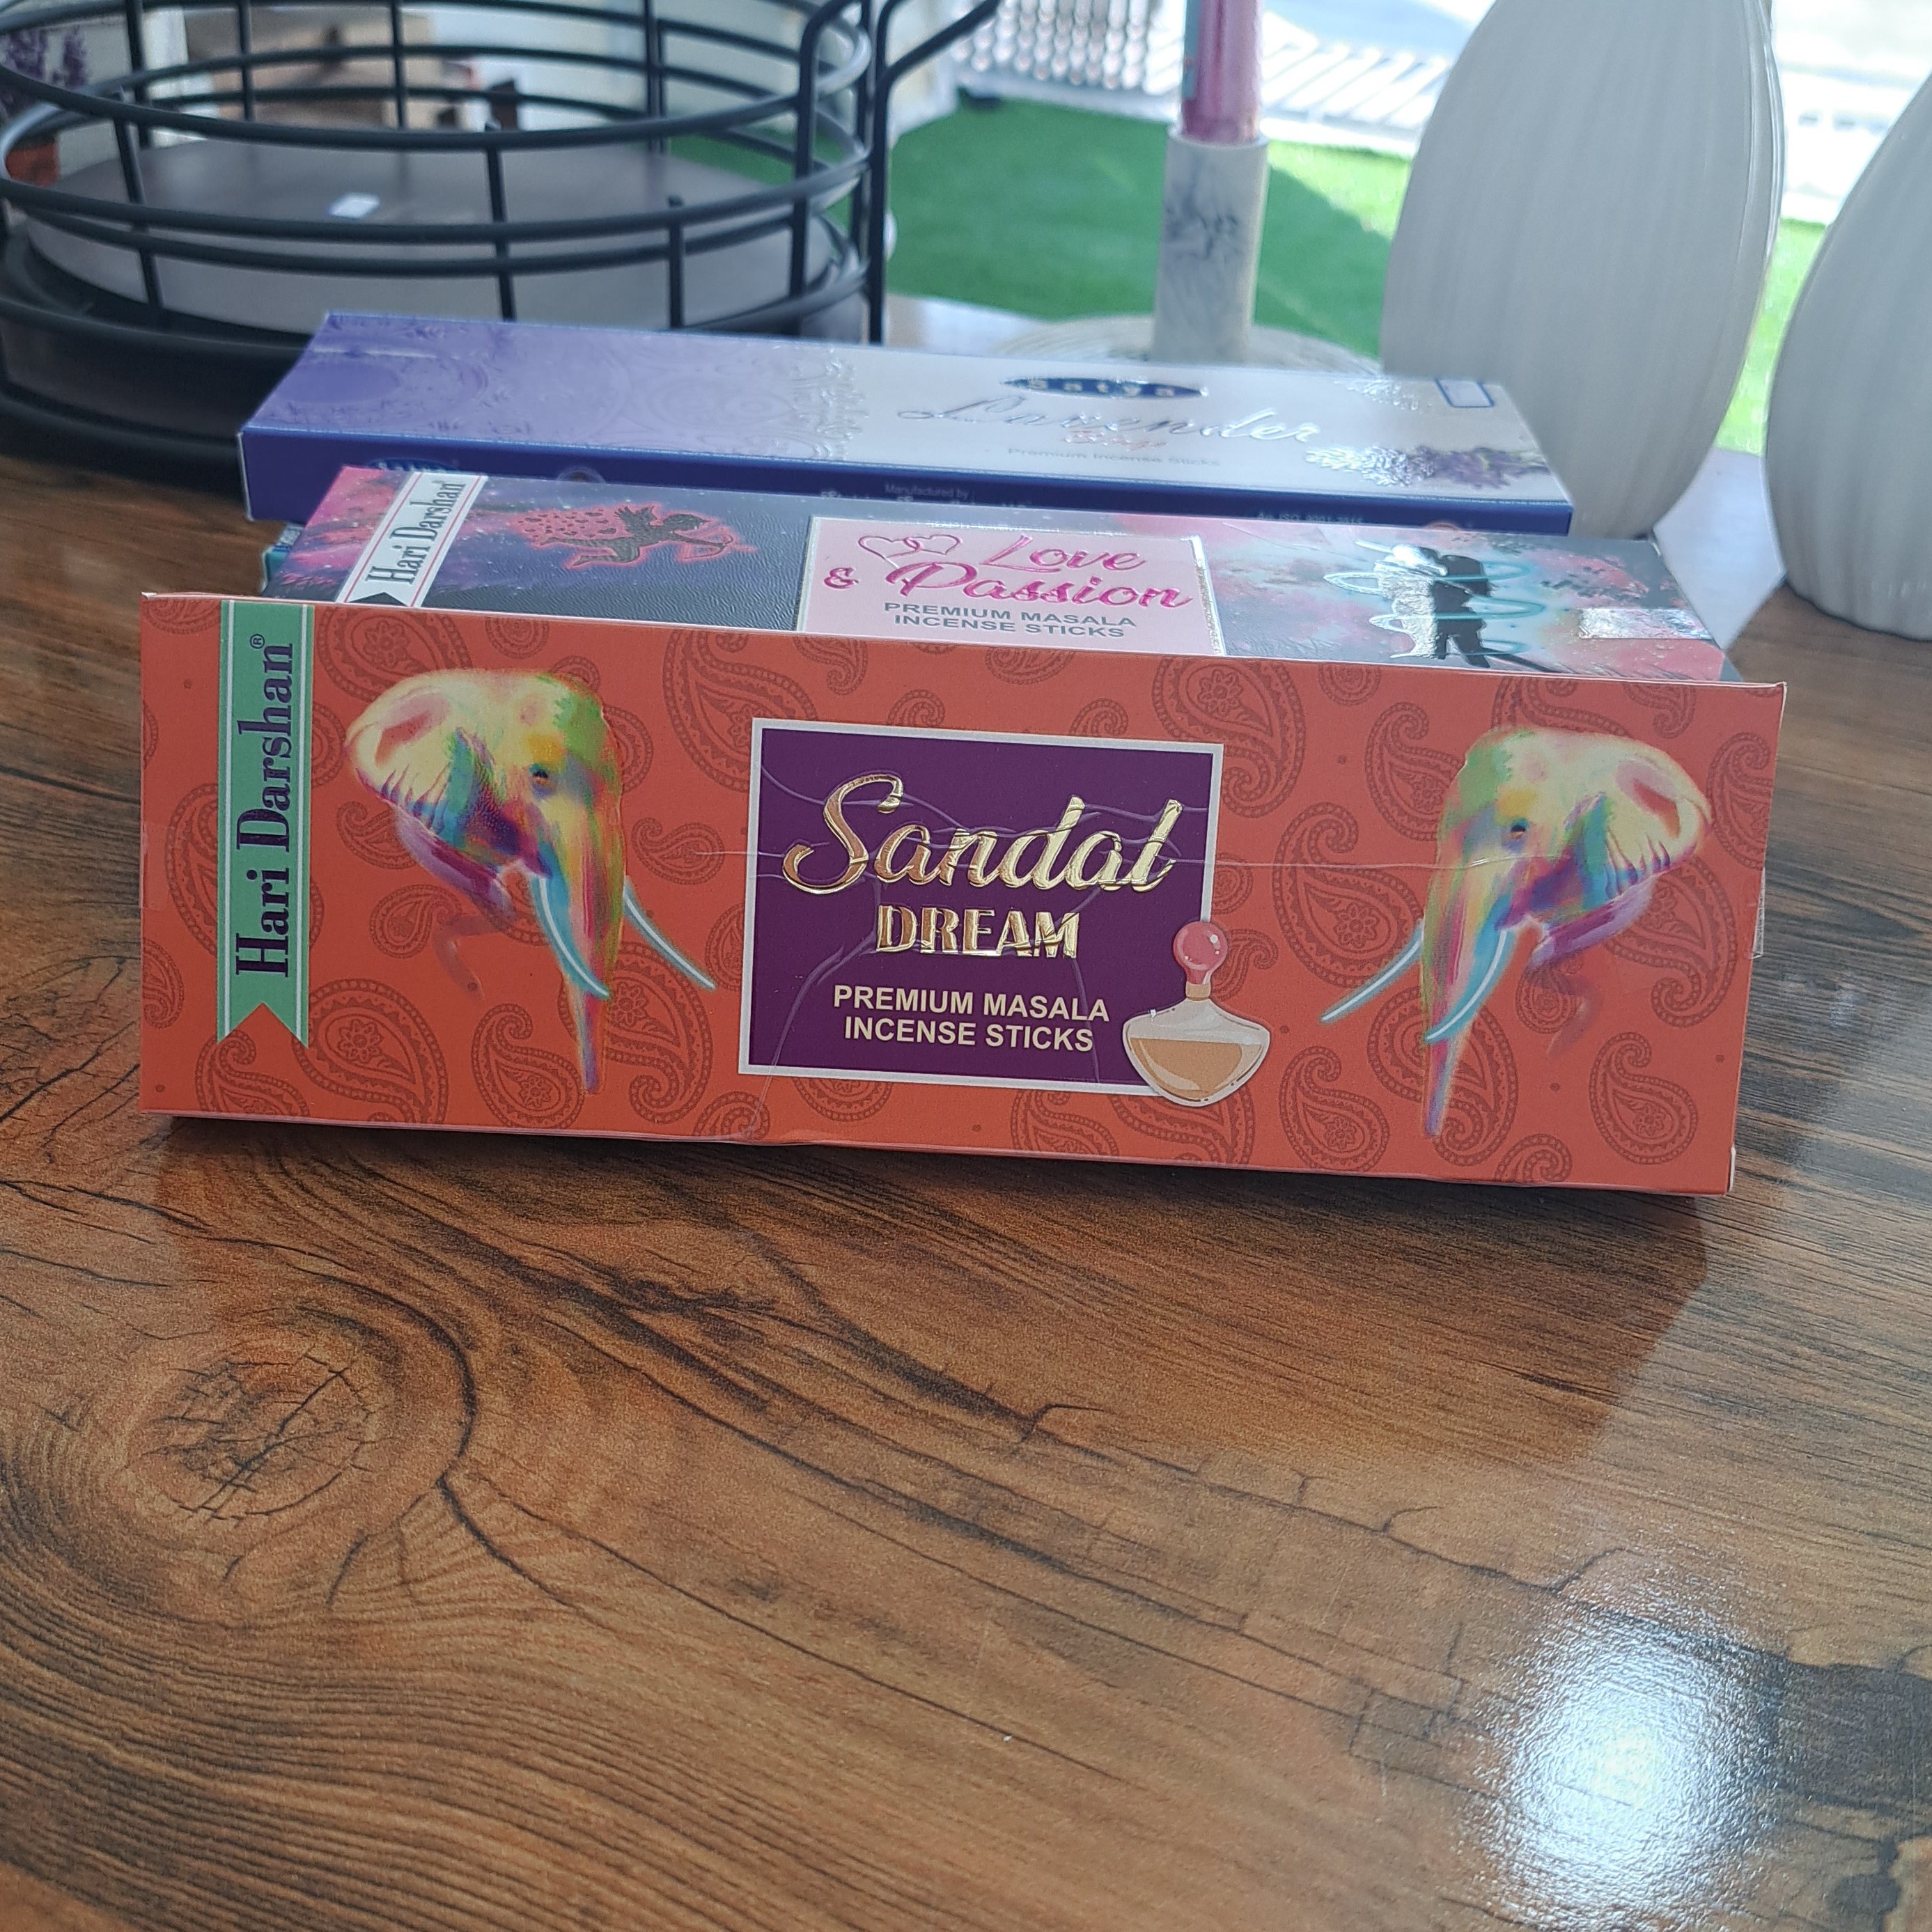 Satya
Lavender
Premium Incense Sticks
Manufactured by
Hari Darshan
Love
& Passion
PREMIUM MASALA
INCENSE STICKS
Hari Darshan®
Sandal
DREAM
PREMIUM MASALA
INCENSE STICKS